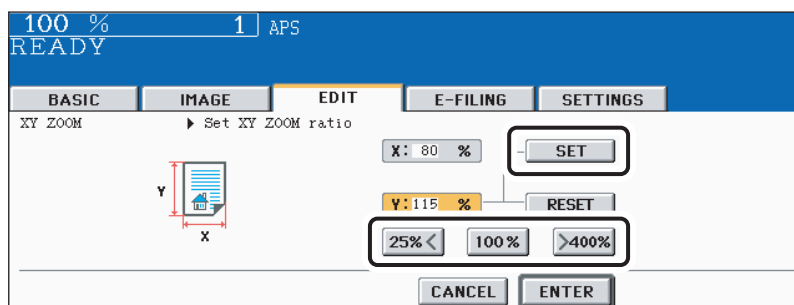 100 % 1 APS
READY
BASIC IMAGE EDIT E-FILING SETTINGS
XY ZOOM ▶ Set XY ZOOM ratio
X: 80 % SET
Y
Y:115 % RESET
X
25%< 100% >400%
CANCEL ENTER